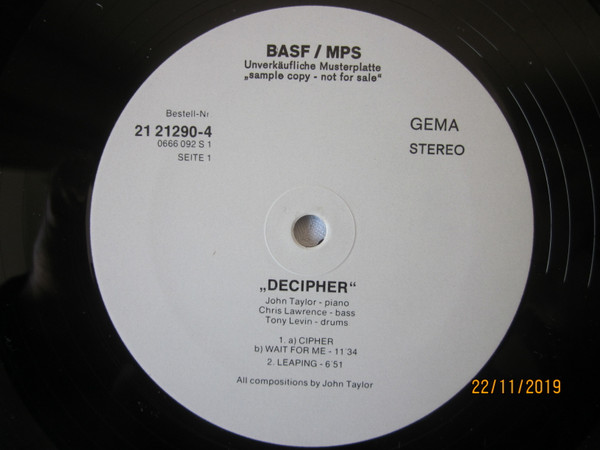 BASF / MPS
Unverkäufliche Musterplatte
„sample copy - not for sale“
Bestell-Nr
21 21290-4
0666 092 S 1
SEITE 1
GEMA
STEREO
„DECIPHER“
John Taylor - piano
Chris Lawrence - bass
Tony Levin - drums
1. a) CIPHER
b) WAIT FOR ME - 11'34
2. LEAPING - 6'51
All compositions by John Taylor
22/11/2019